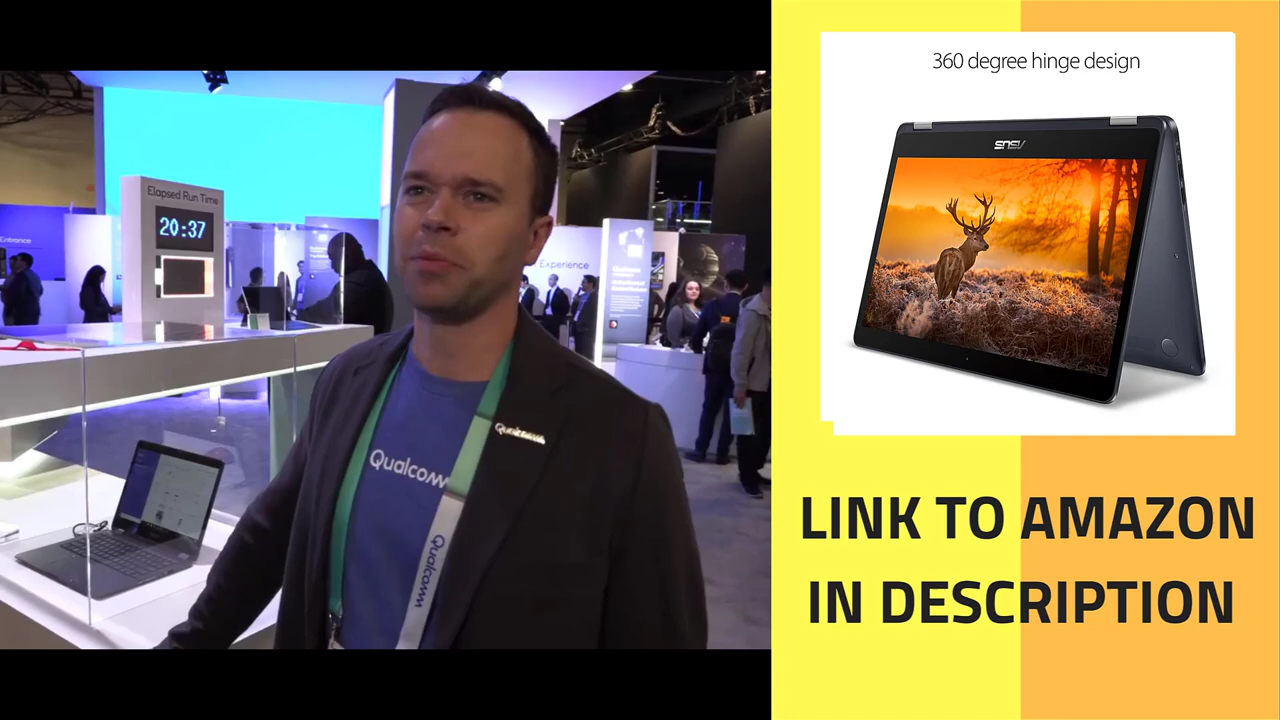 Elapsed Run Time
20:37
Entrance
Experience
Qualcomm
Qualcomm
Qualcomm
360 degree hinge design
ASUS
LINK TO AMAZON
IN DESCRIPTION